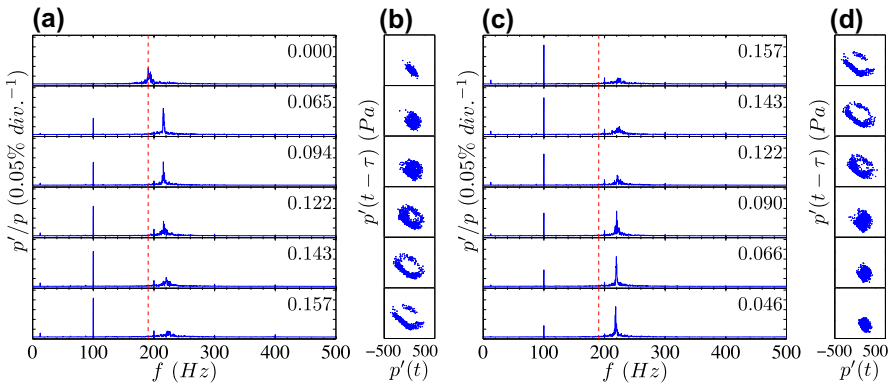 (a)
(b)
(c)
(d)
p′/p (0.05% div.⁻¹)
0.000
0.065
0.094
0.122
0.143
0.157
0 100 200 300 400 500
f (Hz)
p′(t − τ) (Pa)
−500 500
p′(t)
p′/p (0.05% div.⁻¹)
0.157
0.143
0.122
0.090
0.066
0.046
0 100 200 300 400 500
f (Hz)
p′(t − τ) (Pa)
−500 500
p′(t)